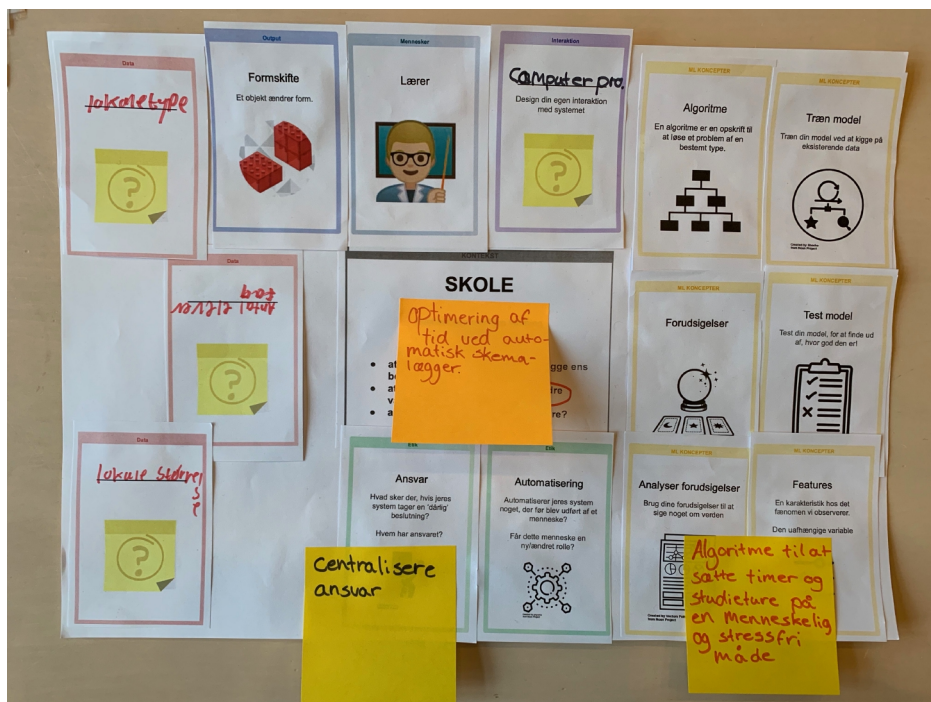 Data
lokaletype
Output
Formskifte
Et objekt ændrer form.
Mennesker
Lærer
Interaktion
Computer pro.
Design din egen interaktion
med systemet
ML KONCEPTER
Algoritme
En algoritme er en opskrift til
at løse et problem af en
bestemt type.
ML KONCEPTER
Træn model
Træn din model ved at kigge på
eksisterende data
Data
Antal elever
fag
KONTEKST
SKOLE
optimering af
tid ved auto-
matisk skema-
lægger.
gge ens
ML KONCEPTER
Forudsigelser
ML KONCEPTER
Test model
Test din model, for at finde ud
af, hvor god den er!
Data
lokale størrelse
Etik
Ansvar
Hvad sker der, hvis jeres
system tager en 'dårlig'
beslutning?
Hvem har ansvaret?
centralisere
ansvar
Etik
Automatisering
Automatiserer jeres system
noget, der før blev udført af et
menneske?
Får dette menneske en
ny/ændret rolle?
ML KONCEPTER
Analyser forudsigelser
Brug dine forudsigelser til at
sige noget om verden
ML KONCEPTER
Features
En karakteristik hos det
fænomen vi observerer.
Den uafhængige variable
Algoritme til at
sætte timer og
studieture på
en menneskelig
og stressfri
måde